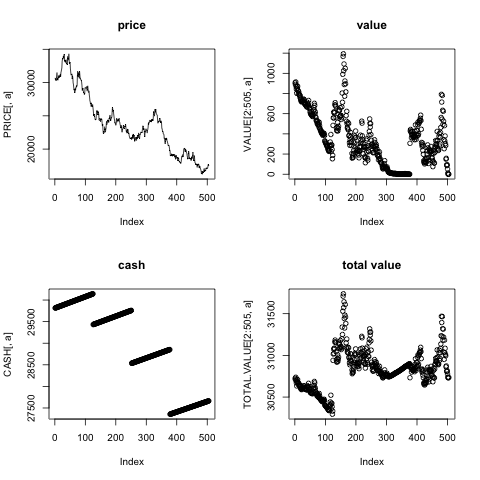 price
PRICE[, a]
20000 30000
0 100 200 300 400 500
Index
value
VALUE[2:505, a]
0 200 600 1000
0 100 200 300 400 500
Index
cash
CASH[, a]
27500 28500 29500
0 100 200 300 400 500
Index
total value
TOTAL.VALUE[2:505, a]
30500 31000 31500
0 100 200 300 400 500
Index